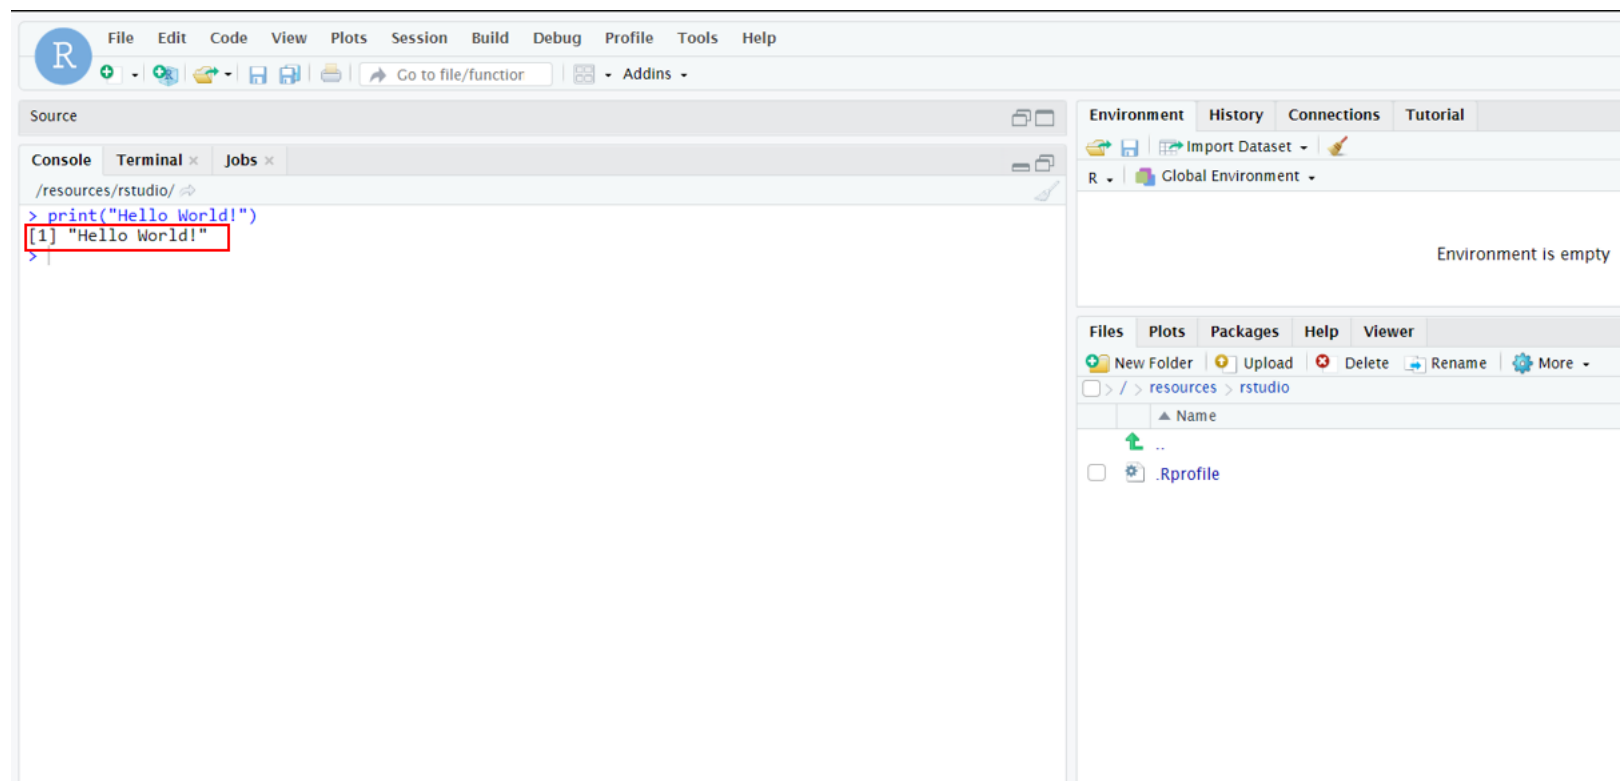 R
File Edit Code View Plots Session Build Debug Profile Tools Help
R Go to file/function Addins
Source
Console Terminal Jobs
/resources/rstudio/
> print("Hello World!")
[1] "Hello World!"
>
Environment History Connections Tutorial
Import Dataset
R Global Environment
Environment is empty
Files Plots Packages Help Viewer
New Folder Upload Delete Rename More
> / > resources > rstudio
Name
..
.Rprofile